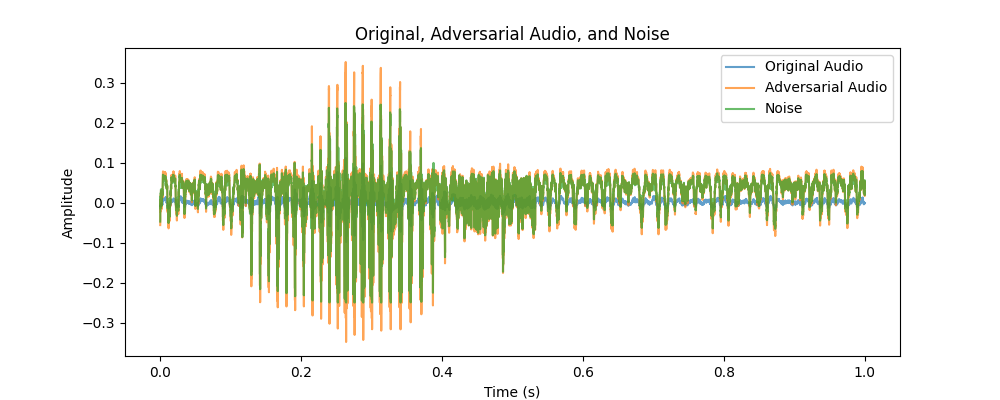 Original, Adversarial Audio, and Noise
Original Audio
Adversarial Audio
Noise
Amplitude
0.3
0.2
0.1
0.0
−0.1
−0.2
−0.3
0.0 0.2 0.4 0.6 0.8 1.0
Time (s)